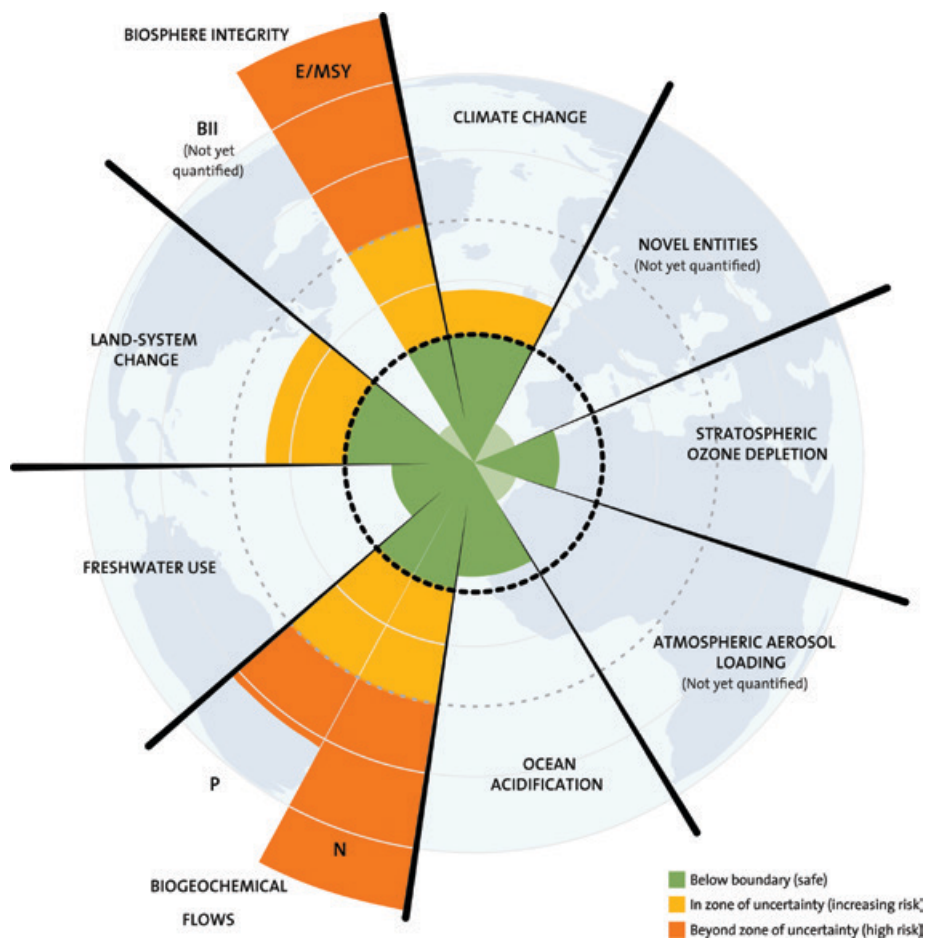 BIOSPHERE INTEGRITY
E/MSY
CLIMATE CHANGE
BII
(Not yet
quantified)
NOVEL ENTITIES
(Not yet quantified)
LAND-SYSTEM
CHANGE
STRATOSPHERIC
OZONE DEPLETION
FRESHWATER USE
ATMOSPHERIC AEROSOL
LOADING
(Not yet quantified)
OCEAN
ACIDIFICATION
P
N
BIOGEOCHEMICAL
FLOWS
Below boundary (safe)
In zone of uncertainty (increasing risk)
Beyond zone of uncertainty (high risk)